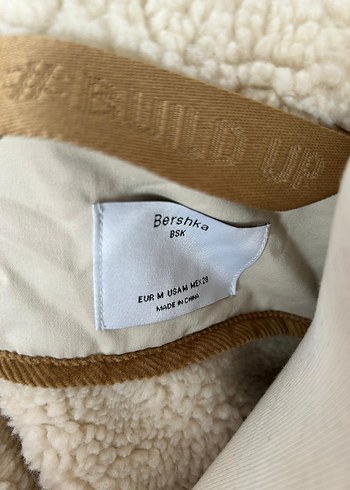 #BUILD UP
Bershka
BSK
EUR M USA M MEX 28
MADE IN CHINA